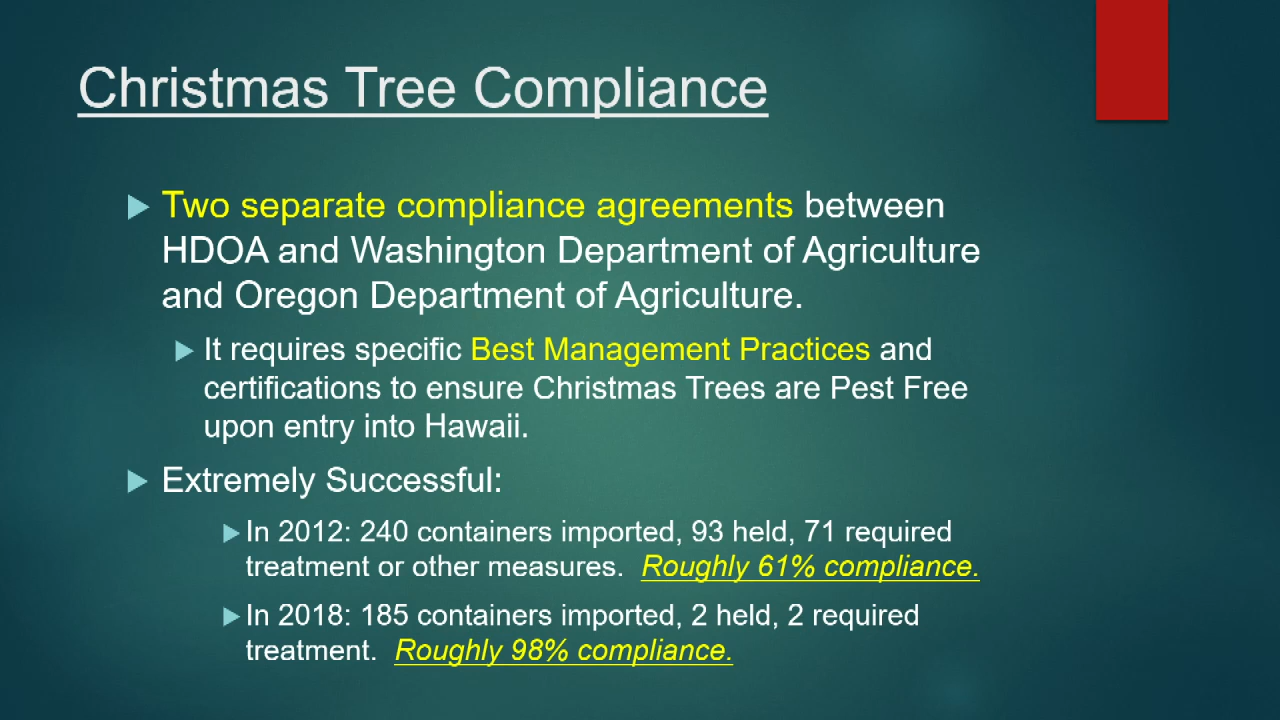 Christmas Tree Compliance
Two separate compliance agreements between
HDOA and Washington Department of Agriculture
and Oregon Department of Agriculture.
It requires specific Best Management Practices and
certifications to ensure Christmas Trees are Pest Free
upon entry into Hawaii.
Extremely Successful:
In 2012: 240 containers imported, 93 held, 71 required
treatment or other measures. Roughly 61% compliance.
In 2018: 185 containers imported, 2 held, 2 required
treatment. Roughly 98% compliance.